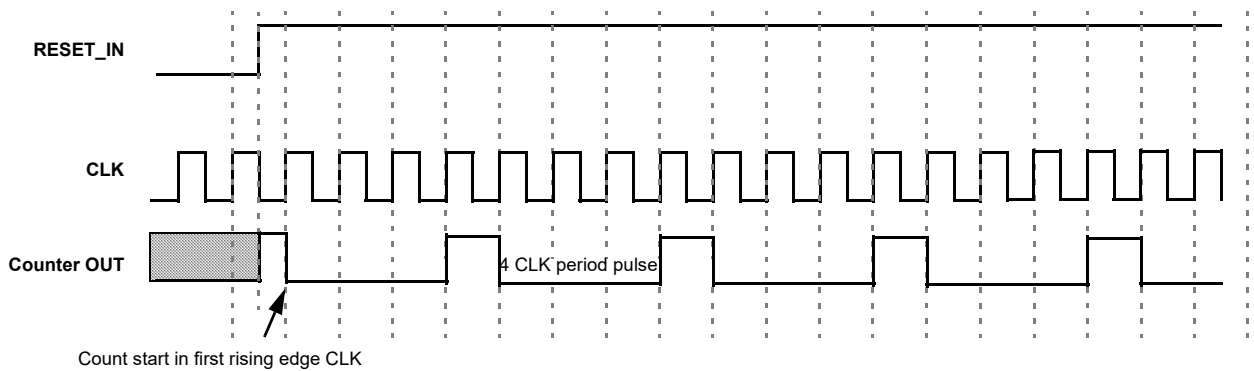 RESET_IN
CLK
Counter OUT
4 CLK period pulse
Count start in first rising edge CLK